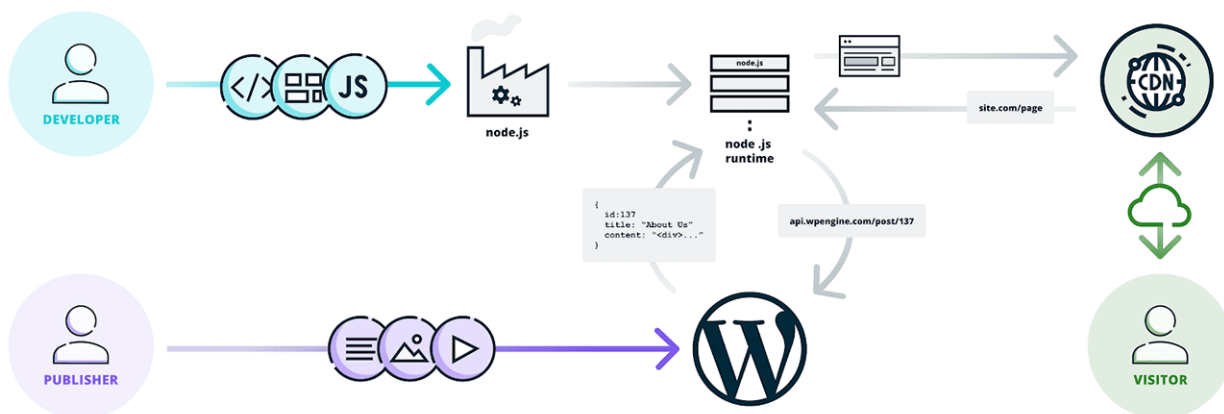 DEVELOPER
</>
JS
node.js
node.js
node .js
runtime
site.com/page
CDN
{
id:137
title: “About Us”
content: “<div>...”
}
api.wpengine.com/post/137
PUBLISHER
W
VISITOR